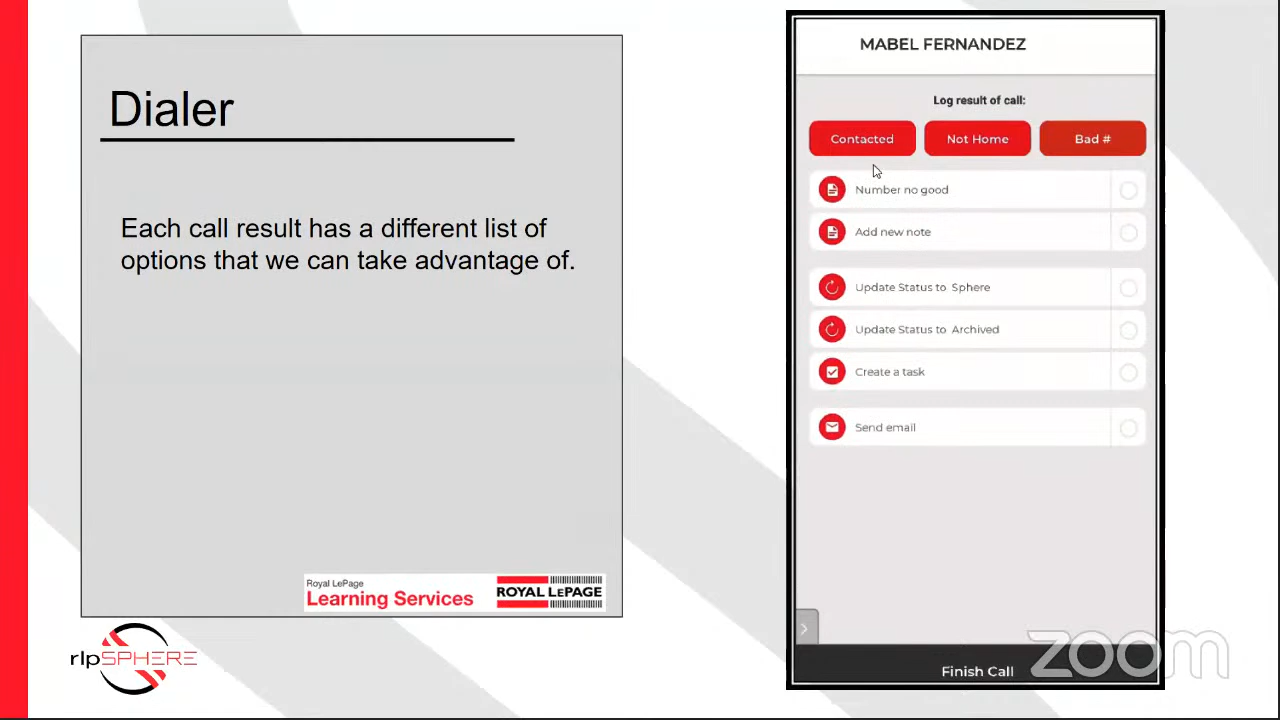 Dialer
Each call result has a different list of
options that we can take advantage of.
Royal LePage
Learning Services
ROYAL LEPAGE
rlpSPHERE
MABEL FERNANDEZ
Log result of call:
Contacted
Not Home
Bad #
Number no good
Add new note
Update Status to Sphere
Update Status to Archived
Create a task
Send email
Finish Call
zoom